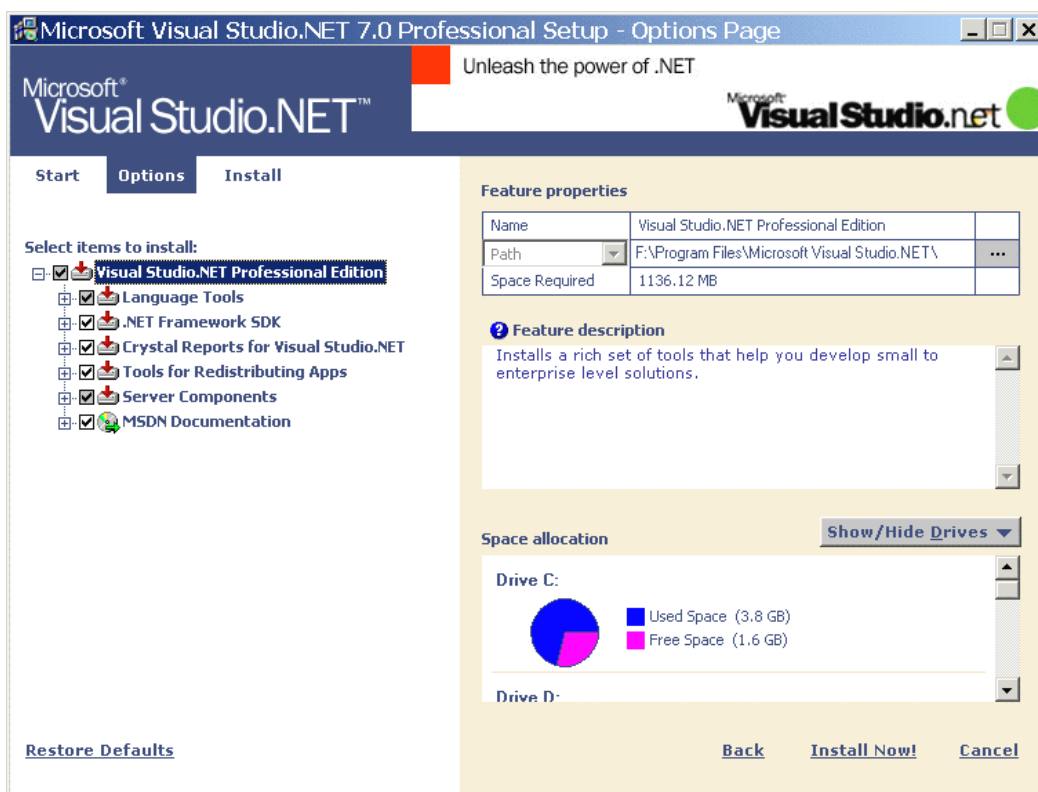 Microsoft Visual Studio.NET 7.0 Professional Setup - Options Page
Microsoft®
Visual Studio.NET™
Unleash the power of .NET
Microsoft
Visual Studio.net
Start
Options
Install
Select items to install:
Visual Studio.NET Professional Edition
Language Tools
.NET Framework SDK
Crystal Reports for Visual Studio.NET
Tools for Redistributing Apps
Server Components
MSDN Documentation
Feature properties
Name Visual Studio.NET Professional Edition
Path F:\Program Files\Microsoft Visual Studio.NET\ ...
Space Required 1136.12 MB
Feature description
Installs a rich set of tools that help you develop small to
enterprise level solutions.
Space allocation
Show/Hide Drives
Drive C:
Used Space (3.8 GB)
Free Space (1.6 GB)
Drive D:
Restore Defaults
Back
Install Now!
Cancel